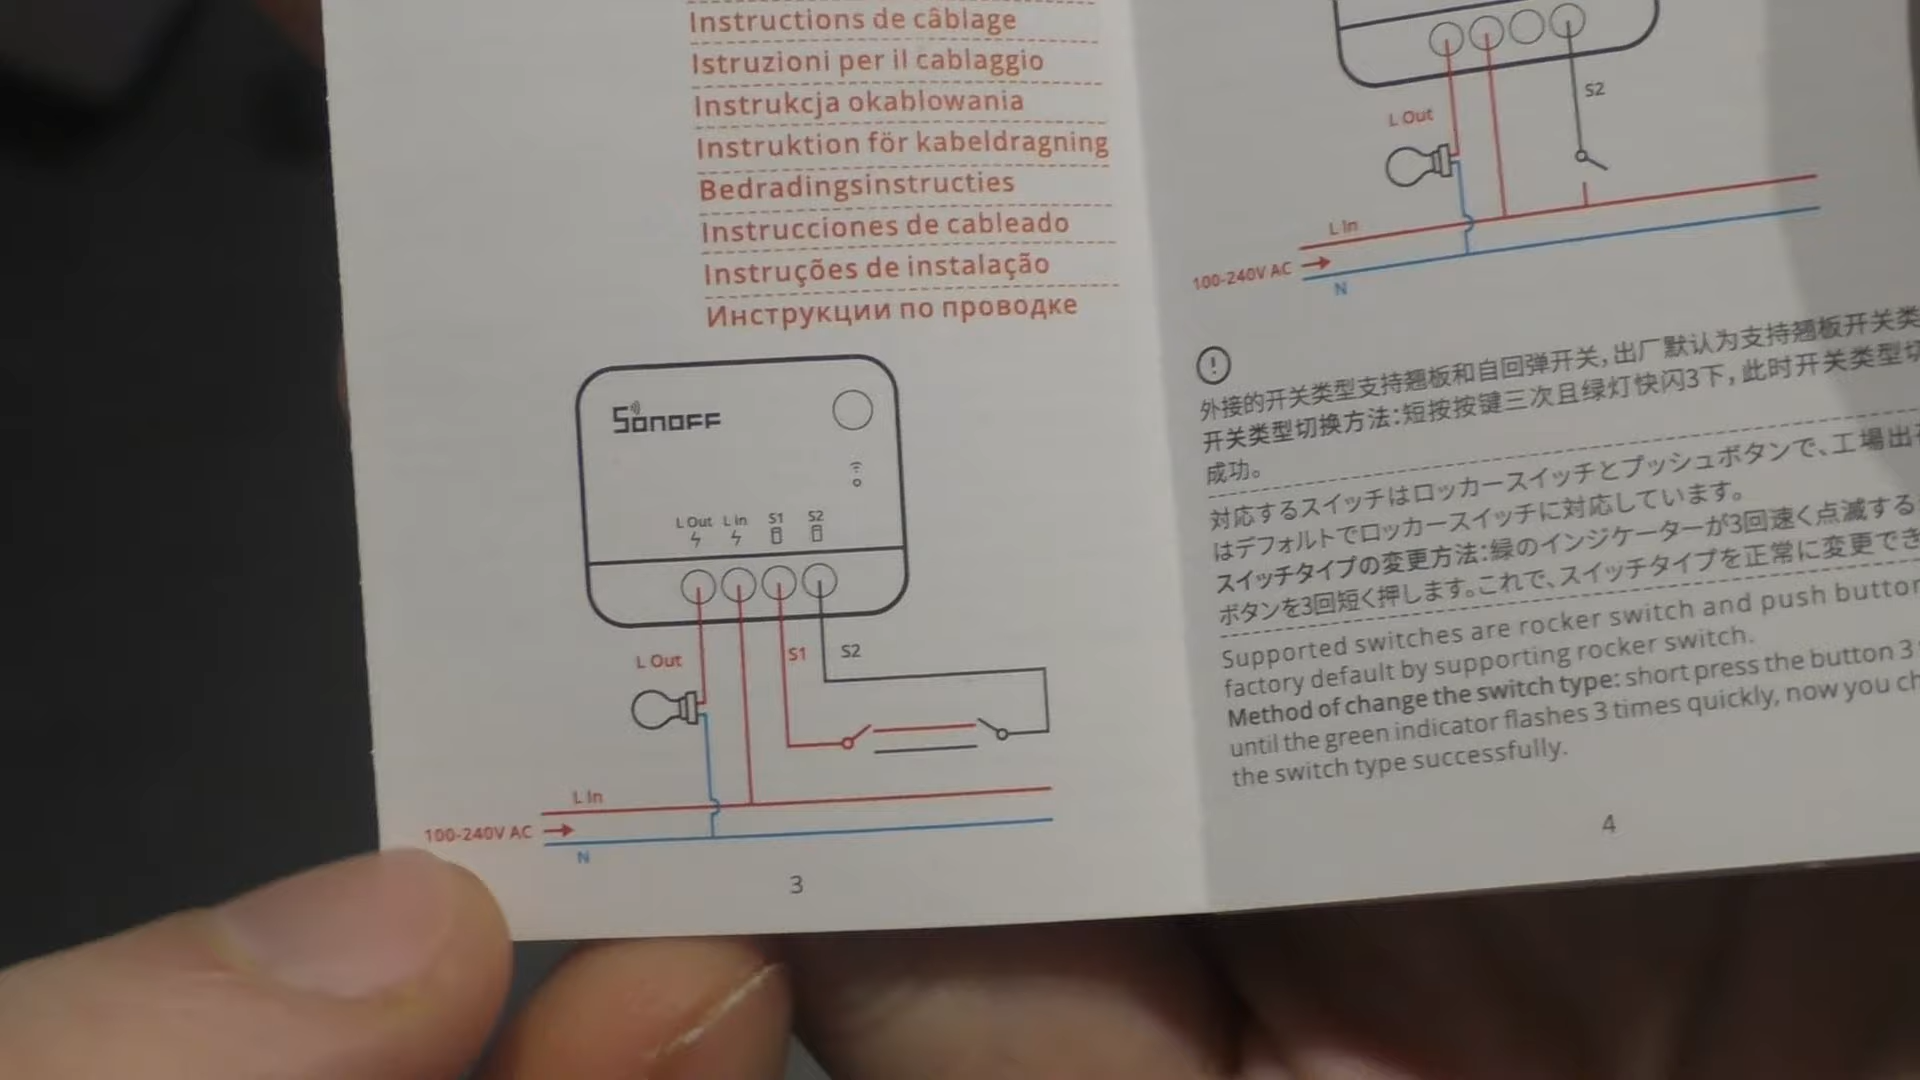 Instructions de câblage
Istruzioni per il cablaggio
Instrukcja okablowania
Instruktion för kabeldragning
Bedradingsinstructies
Instrucciones de cableado
Instruções de instalação
Инструкции по проводке
SONOFF
L Out L In S1 S2
L Out
S1
S2
L In
100-240V AC
N
3
S2
L Out
L In
100-240V AC
N
外接的开关类型支持翘板和自回弹开关，出厂默认为支持翘板开关类
开关类型切换方法：短按按键三次且绿灯快闪3下，此时开关类型切
成功。
対応するスイッチはロッカースイッチとプッシュボタンで、工場出
はデフォルトでロッカースイッチに対応しています。
スイッチタイプの変更方法：緑のインジケーターが3回速く点滅する
ボタンを3回短く押します。これで、スイッチタイプを正常に変更でき
Supported switches are rocker switch and push button
factory default by supporting rocker switch.
Method of change the switch type: short press the button 3
until the green indicator flashes 3 times quickly, now you ch
the switch type successfully.
4